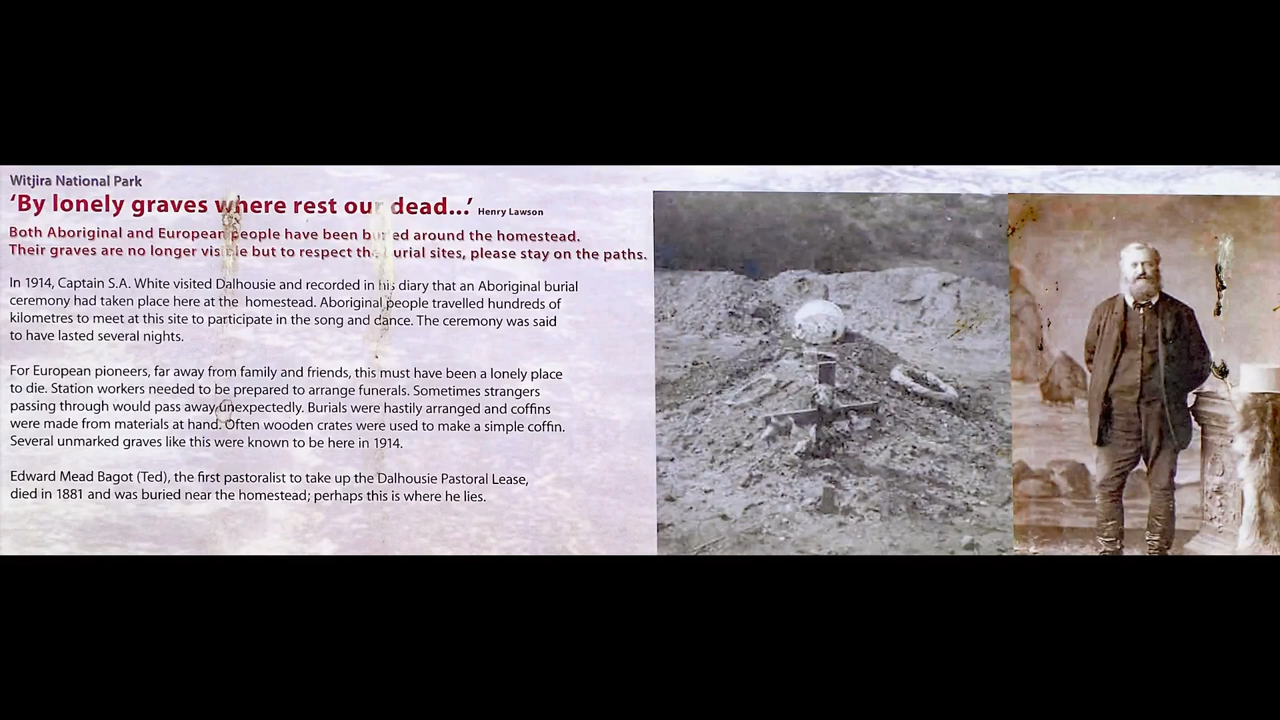 Witjira National Park
‘By lonely graves where rest our dead...’ Henry Lawson
Both Aboriginal and European people have been buried around the homestead.
Their graves are no longer visible but to respect the burial sites, please stay on the paths.
In 1914, Captain S.A. White visited Dalhousie and recorded in his diary that an Aboriginal burial
ceremony had taken place here at the homestead. Aboriginal people travelled hundreds of
kilometres to meet at this site to participate in the song and dance. The ceremony was said
to have lasted several nights.
For European pioneers, far away from family and friends, this must have been a lonely place
to die. Station workers needed to be prepared to arrange funerals. Sometimes strangers
passing through would pass away unexpectedly. Burials were hastily arranged and coffins
were made from materials at hand. Often wooden crates were used to make a simple coffin.
Several unmarked graves like this were known to be here in 1914.
Edward Mead Bagot (Ted), the first pastoralist to take up the Dalhousie Pastoral Lease,
died in 1881 and was buried near the homestead; perhaps this is where he lies.